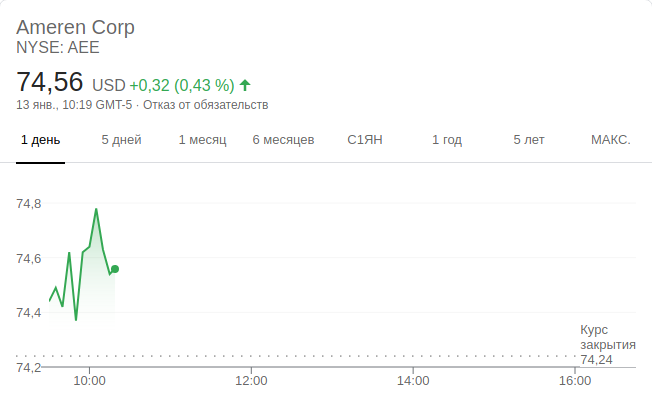 Ameren Corp
NYSE: AEE
74,56 USD +0,32 (0,43 %)
13 янв., 10:19 GMT-5 · Отказ от обязательств
1 день 5 дней 1 месяц 6 месяцев С1ЯН 1 год 5 лет МАКС.
74,8
74,6
74,4
Курс
закрытия
74,24
74,2
10:00 12:00 14:00 16:00